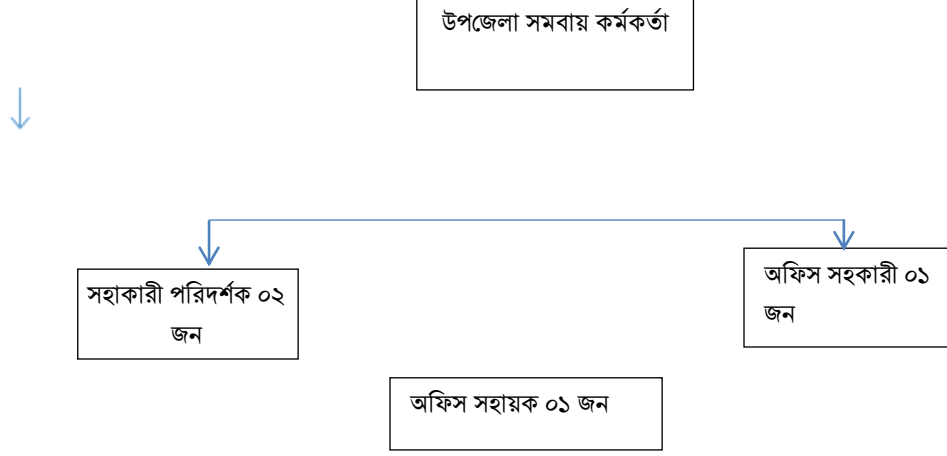 উপজেলা সমবায় কর্মকর্তা
সহাকারী পরিদর্শক ০২
জন
অফিস সহকারী ০১
জন
অফিস সহায়ক ০১ জন